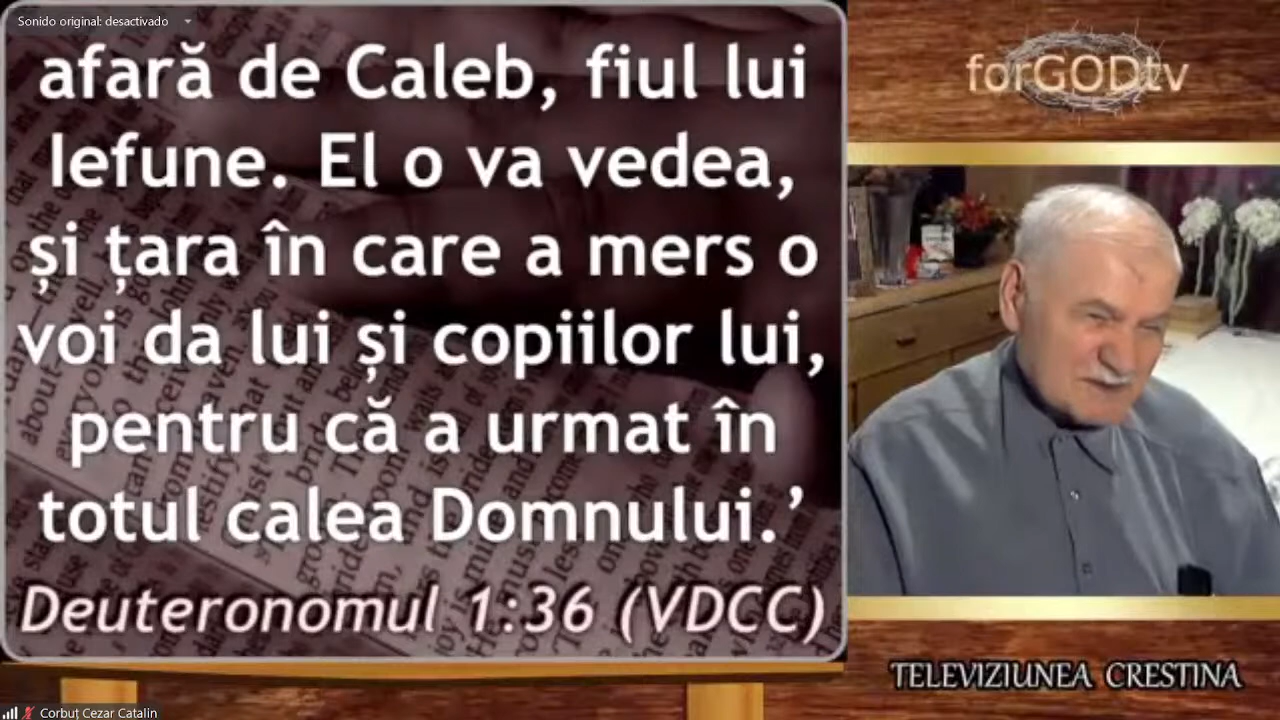 Sonido original: desactivado
afară de Caleb, fiul lui
Iefune. El o va vedea,
și țara în care a mers o
voi da lui și copiilor lui,
pentru că a urmat în
totul calea Domnului.’
Deuteronomul 1:36 (VDCC)
forGODtv
TELEVIZIUNEA CRESTINA
Corbuț Cezar Catalin